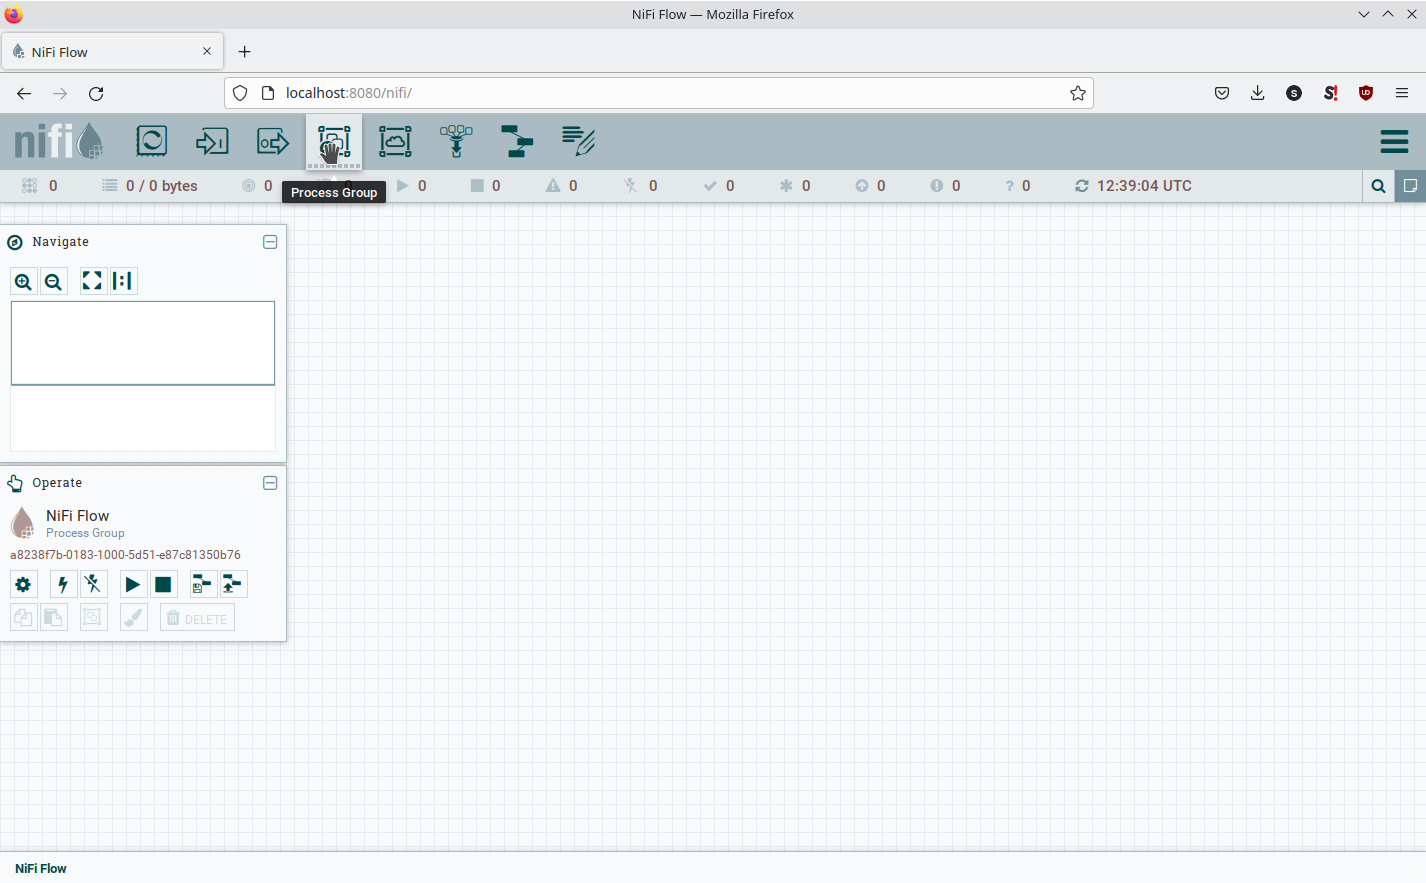 NiFi Flow — Mozilla Firefox
NiFi Flow
localhost:8080/nifi/
S S! UD
nifi
0 0 / 0 bytes 0 0 0 0 0 0 0 0 0 0 0 12:39:04 UTC
Process Group
Navigate
Operate
NiFi Flow
Process Group
a8238f7b-0183-1000-5d51-e87c81350b76
DELETE
NiFi Flow